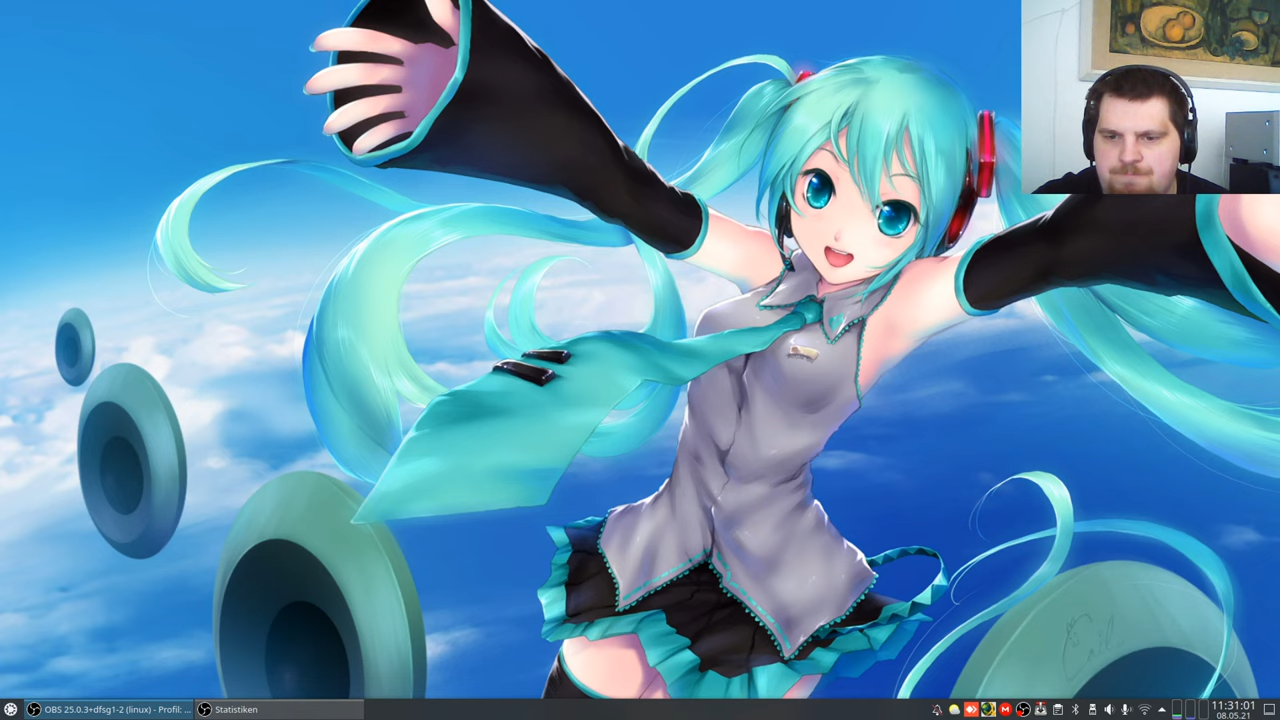 OBS 25.0.3+dfsg1-2 (linux) - Profil: ...
Statistiken
11:31:01
08.05.21